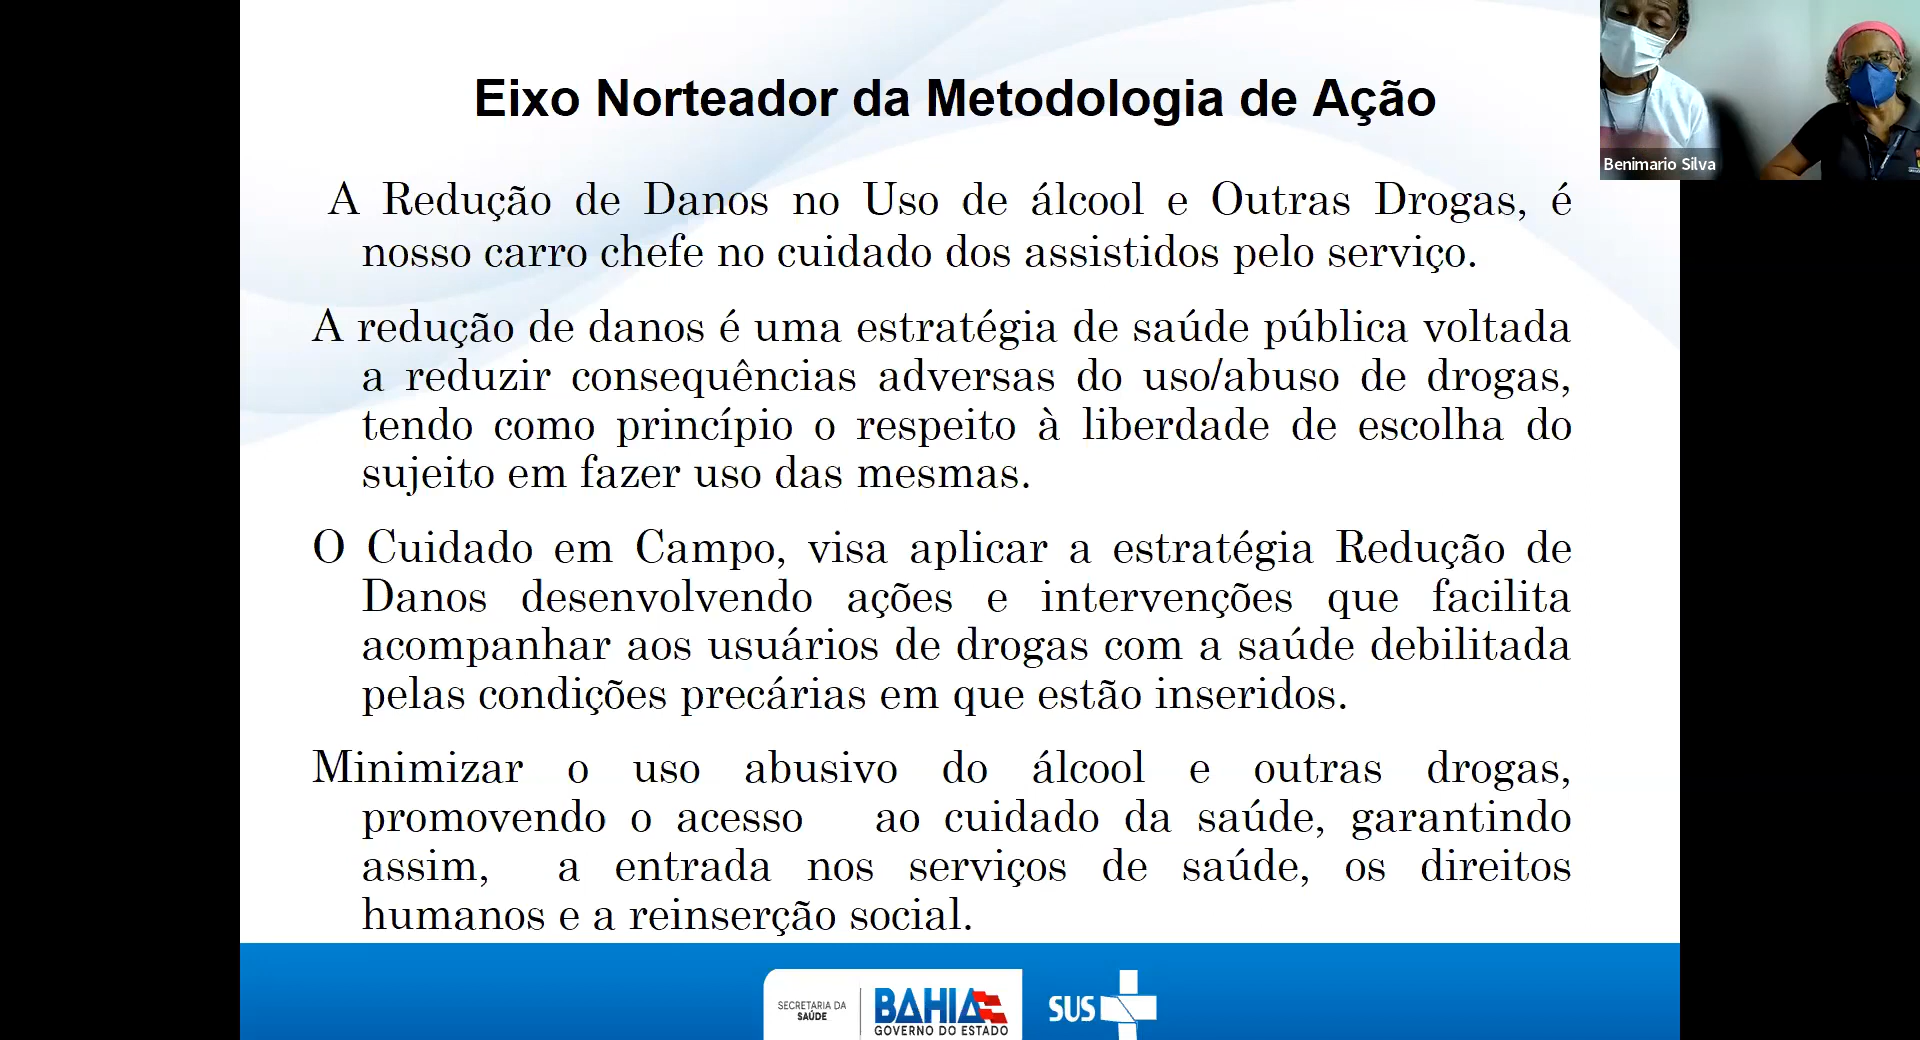 Eixo Norteador da Metodologia de Ação
Benimario Silva
A Redução de Danos no Uso de álcool e Outras Drogas, é
nosso carro chefe no cuidado dos assistidos pelo serviço.
A redução de danos é uma estratégia de saúde pública voltada
a reduzir consequências adversas do uso/abuso de drogas,
tendo como princípio o respeito à liberdade de escolha do
sujeito em fazer uso das mesmas.
O Cuidado em Campo, visa aplicar a estratégia Redução de
Danos desenvolvendo ações e intervenções que facilita
acompanhar aos usuários de drogas com a saúde debilitada
pelas condições precárias em que estão inseridos.
Minimizar o uso abusivo do álcool e outras drogas,
promovendo o acesso ao cuidado da saúde, garantindo
assim, a entrada nos serviços de saúde, os direitos
humanos e a reinserção social.
SECRETARIA DA
SAÚDE
BAHIA
GOVERNO DO ESTADO
SUS